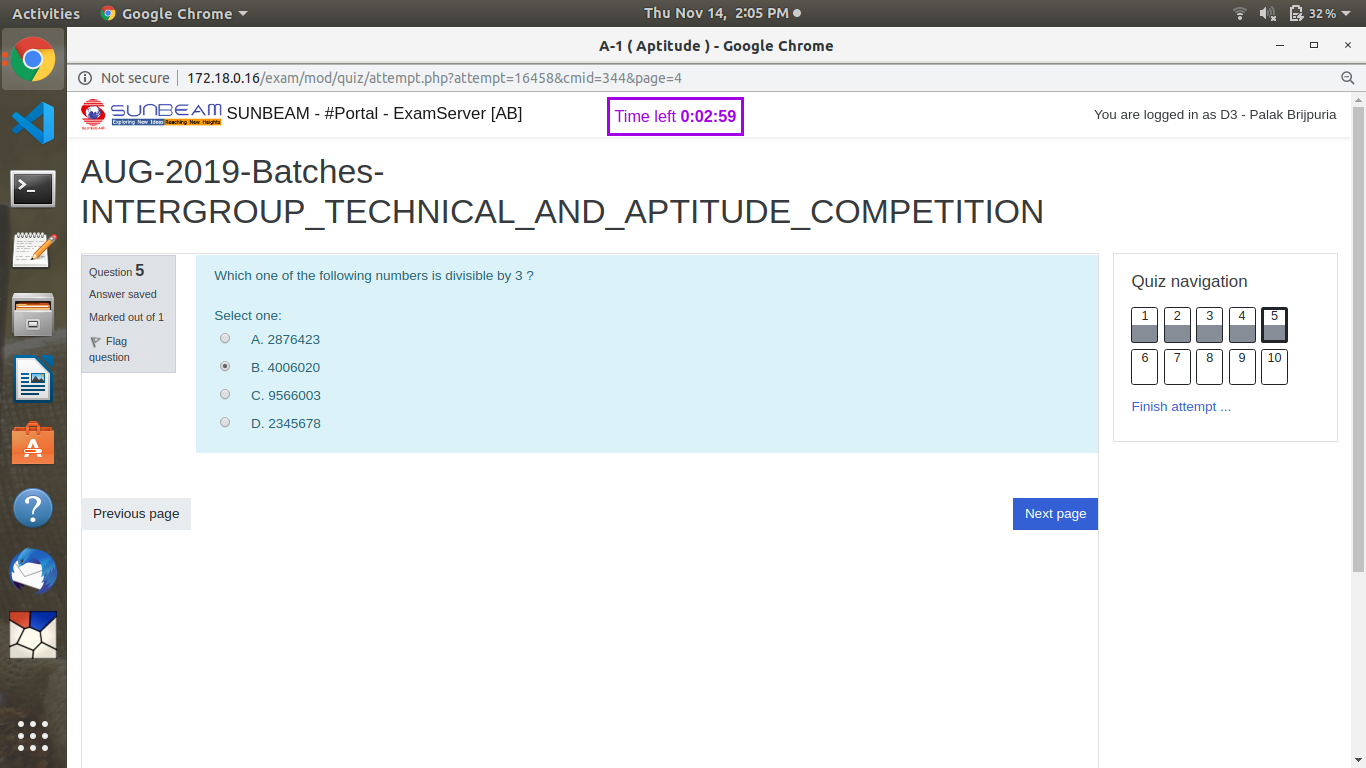 Activities
Google Chrome
Thu Nov 14, 2:05 PM
32%
A-1 ( Aptitude ) - Google Chrome
Not secure
172.18.0.16/exam/mod/quiz/attempt.php?attempt=16458&cmid=344&page=4
SUNBEAM
Exploring New Ideas Reaching New Heights
SUNBEAM
SUNBEAM - #Portal - ExamServer [AB]
Time left 0:02:59
You are logged in as D3 - Palak Brijpuria
AUG-2019-Batches-
INTERGROUP_TECHNICAL_AND_APTITUDE_COMPETITION
Question 5
Answer saved
Marked out of 1
Flag
question
Which one of the following numbers is divisible by 3 ?
Select one:
A. 2876423
B. 4006020
C. 9566003
D. 2345678
Previous page
Next page
Quiz navigation
1 2 3 4 5
6 7 8 9 10
Finish attempt ...